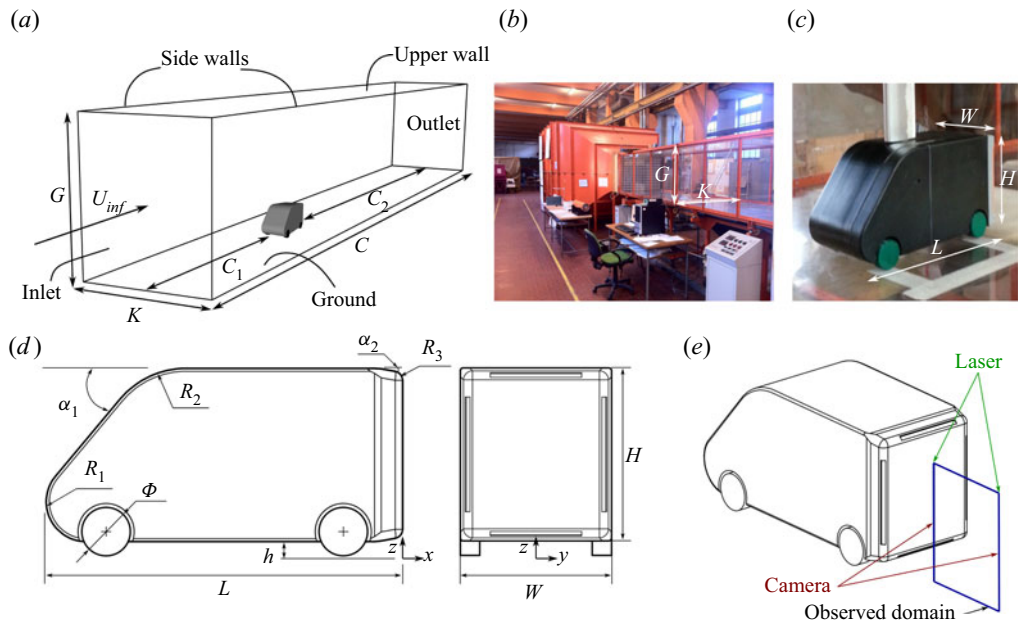 (a)
Side walls
Upper wall
Outlet
G
U_inf
C_2
C
C_1
Inlet
Ground
K
(b)
G
K
(c)
W
H
L
(d)
α_2
R_3
R_2
α_1
R_1
Φ
h
z
x
L
H
z
y
W
(e)
Laser
Camera
Observed domain